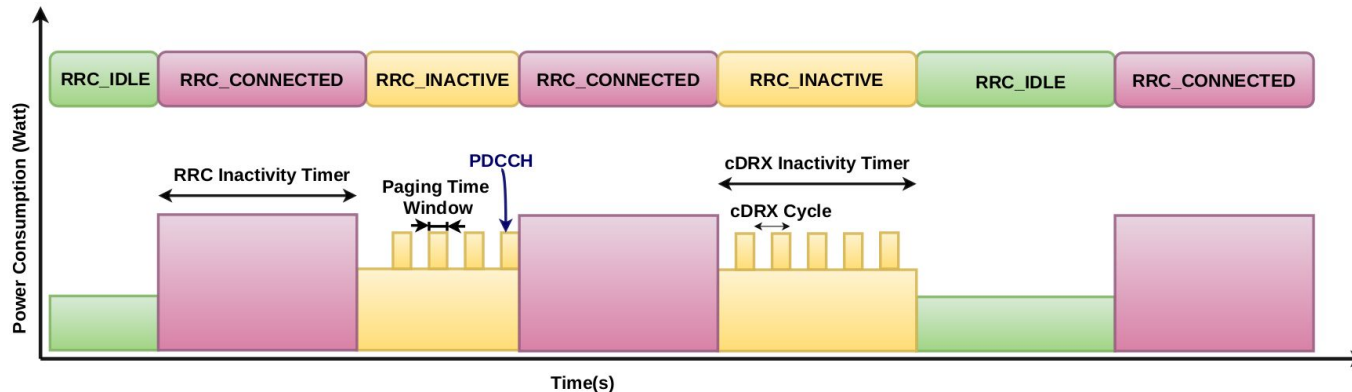 RRC_IDLE
RRC_CONNECTED
RRC_INACTIVE
RRC_CONNECTED
RRC_INACTIVE
RRC_IDLE
RRC_CONNECTED
Power Consumption (Watt)
RRC Inactivity Timer
Paging Time
Window
PDCCH
cDRX Inactivity Timer
cDRX Cycle
Time(s)